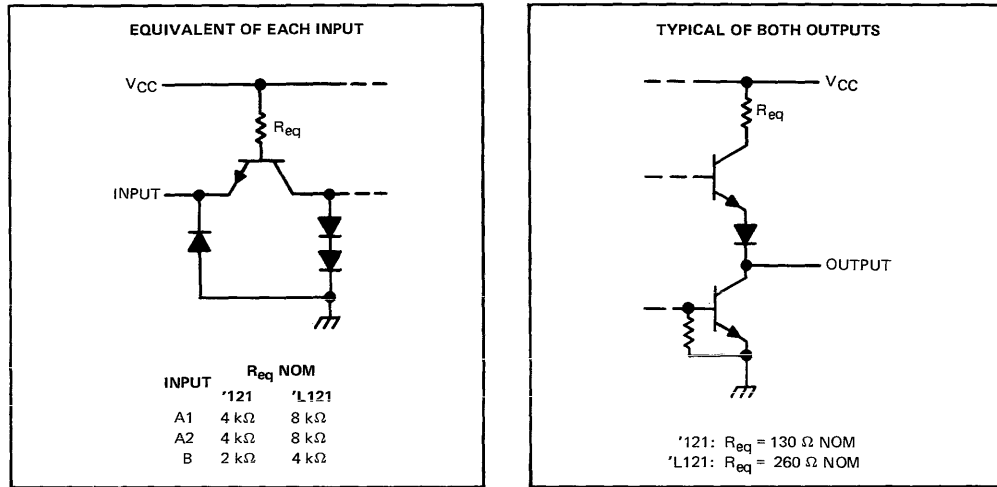 EQUIVALENT OF EACH INPUT
VCC
Req
INPUT
Req NOM
INPUT '121 'L121
A1 4 kΩ 8 kΩ
A2 4 kΩ 8 kΩ
B 2 kΩ 4 kΩ
TYPICAL OF BOTH OUTPUTS
VCC
Req
OUTPUT
'121: Req = 130 Ω NOM
'L121: Req = 260 Ω NOM